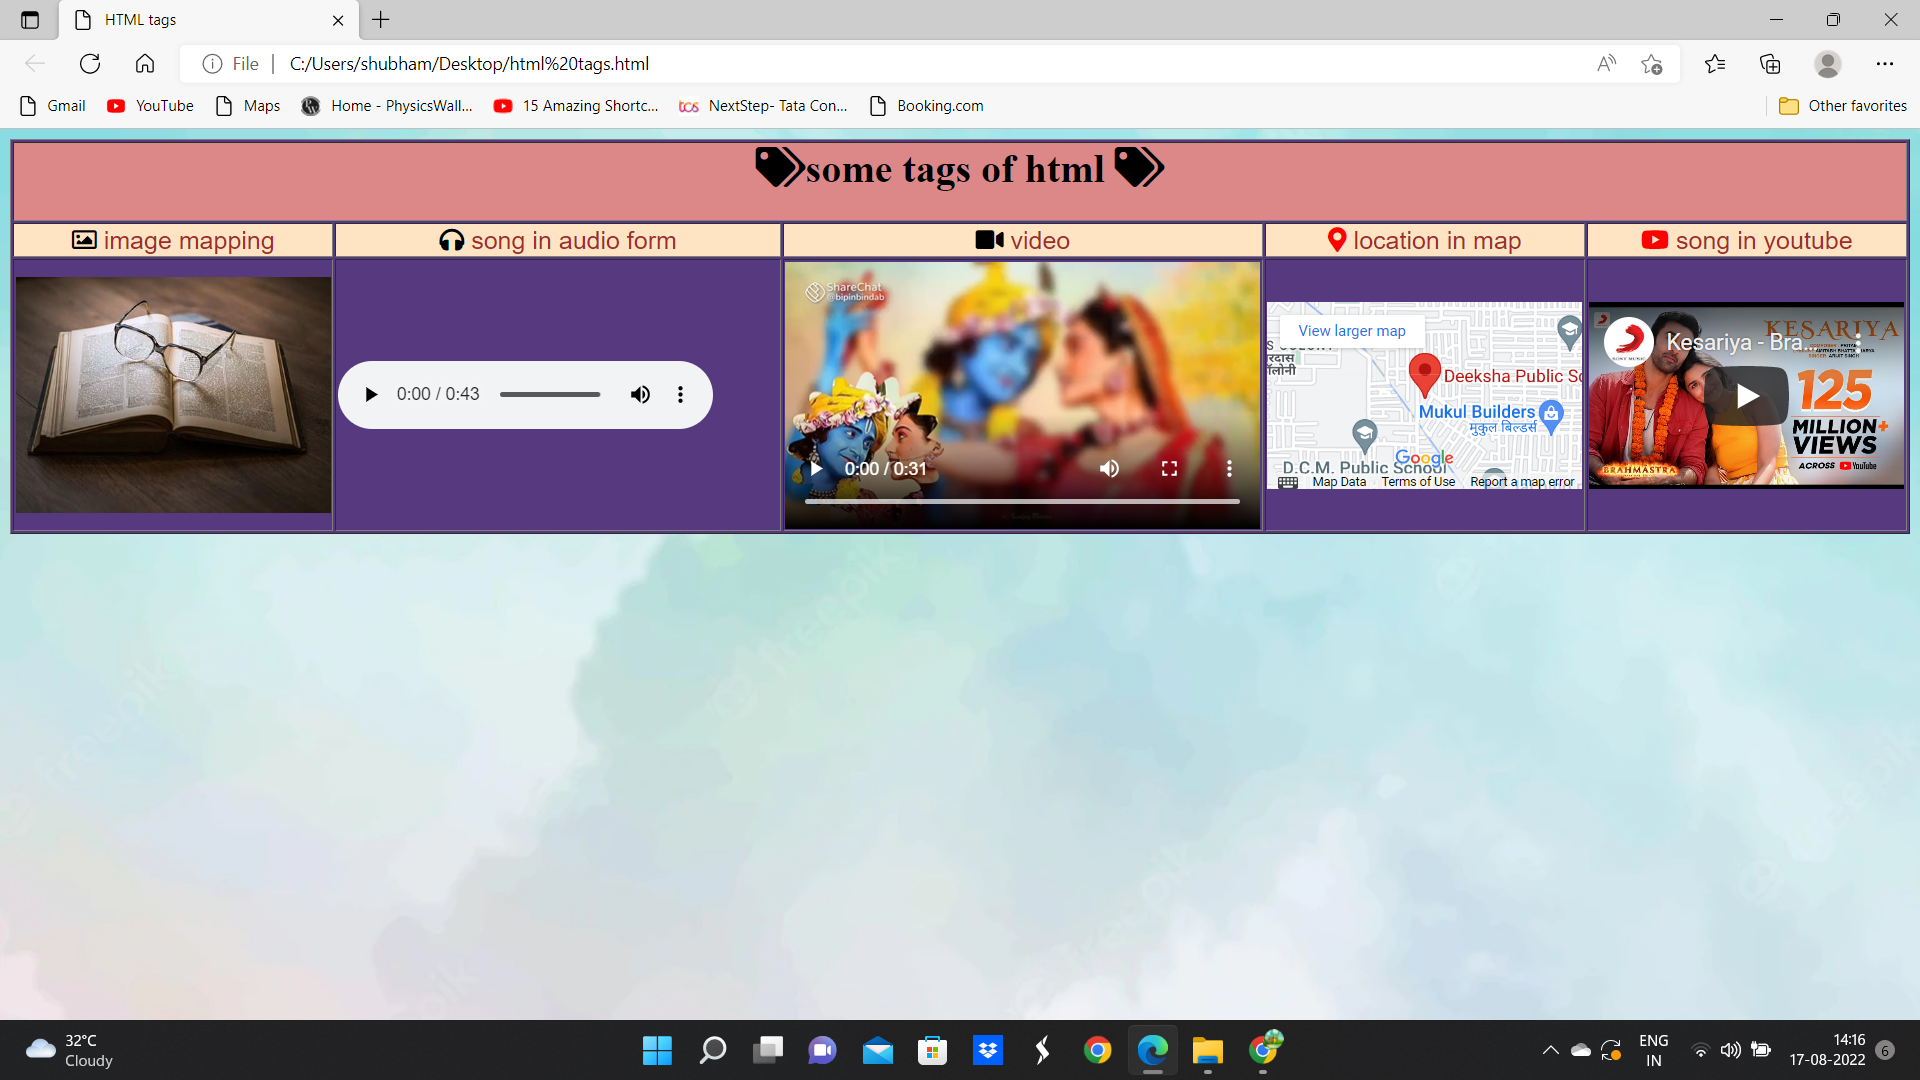 HTML tags
File
C:/Users/shubham/Desktop/html%20tags.html
Gmail
YouTube
Maps
Home - PhysicsWall...
15 Amazing Shortc...
tcs NextStep- Tata Con...
Booking.com
Other favorites
some tags of html
image mapping
song in audio form
video
location in map
song in youtube
0:00 / 0:43
ShareChat
@bipinbindab
0:00 / 0:31
View larger map
Deeksha Public Sc
Mukul Builders
मुकुल बिल्डर्स
D.C.M. Public School
Google
Map Data
Terms of Use
Report a map error
KESARIYA
Kesariya - Bra...
SONY MUSIC
125
MILLION+
VIEWS
ACROSS YouTube
BRAHMASTRA
freepik
32°C
Cloudy
ENG
IN
14:16
17-08-2022
6